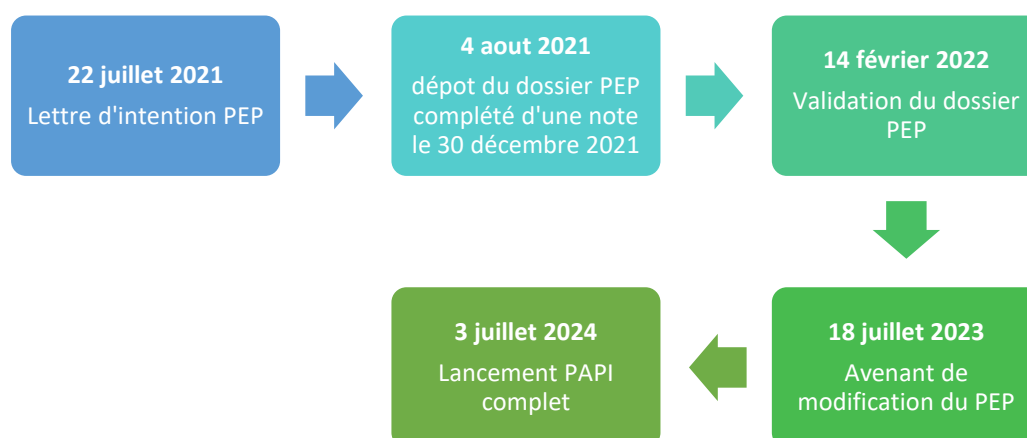 22 juillet 2021
Lettre d'intention PEP
4 aout 2021
dépot du dossier PEP
complété d'une note
le 30 décembre 2021
14 février 2022
Validation du dossier
PEP
18 juillet 2023
Avenant de
modification du PEP
3 juillet 2024
Lancement PAPI
complet